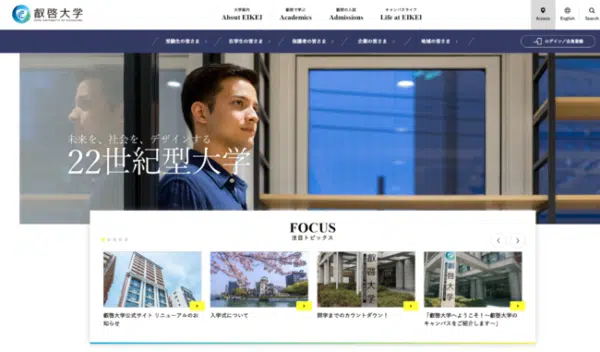 叡啓大学
大学案内
About EIKEI
叡啓で学ぶ
Academics
叡啓の入試
Admissions
キャンパスライフ
Life at EIKEI
Access
English
Search
受験生の皆さま
在学生の皆さま
保護者の皆さま
企業の皆さま
地域の皆さま
ログイン／会員登録
未来を、社会を、デザインする
22世紀型大学
FOCUS
注目トピックス
叡啓大学公式サイト リニューアルのお
知らせ
入学式について
開学までのカウントダウン！
「叡啓大学へようこそ！～叡啓大学の
キャンパスをご紹介します～」